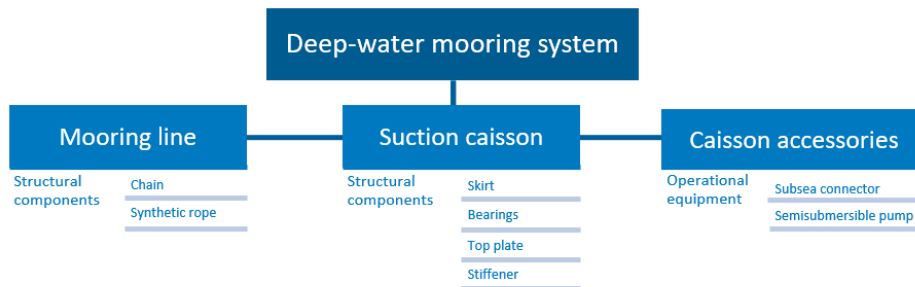 Deep-water mooring system
Mooring line
Suction caisson
Caisson accessories
Structural
components
Chain
Synthetic rope
Structural
components
Skirt
Bearings
Top plate
Stiffener
Operational
equipment
Subsea connector
Semisubmersible pump